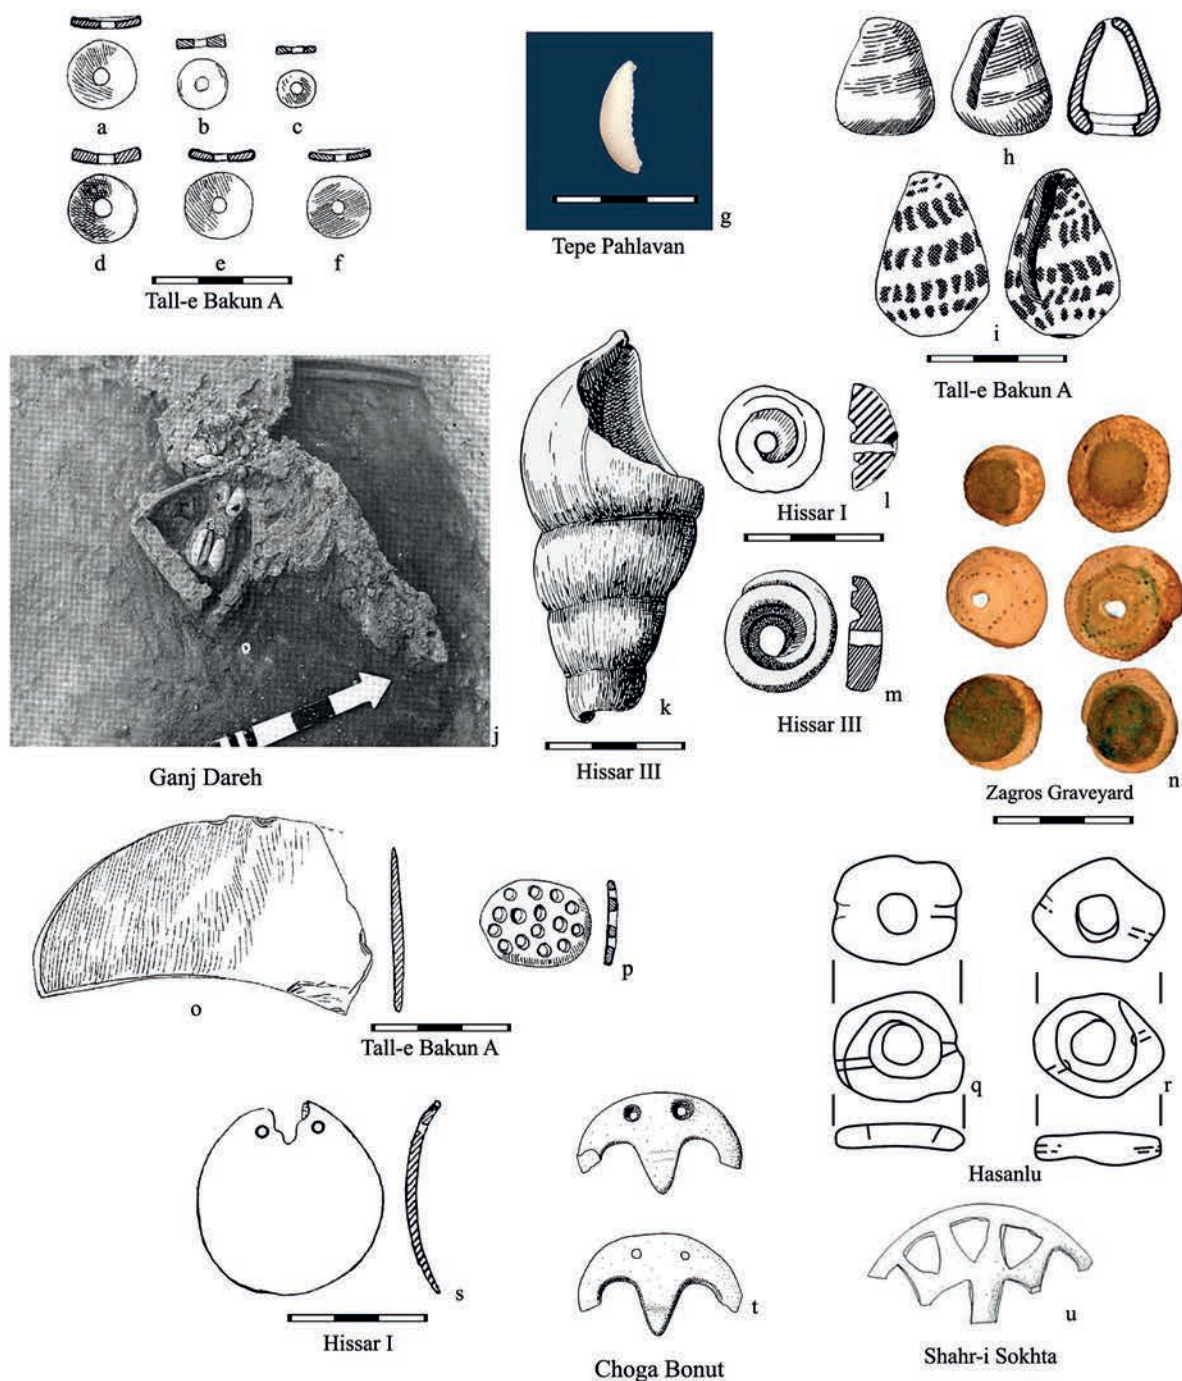 a
b
c
d
e
f
Tall-e Bakun A
g
Tepe Pahlavan
h
i
Tall-e Bakun A
j
Ganj Dareh
k
Hissar III
l
Hissar I
m
Hissar III
n
Zagros Graveyard
o
p
Tall-e Bakun A
q
r
Hasanlu
s
Hissar I
t
Choga Bonut
u
Shahr-i Sokhta